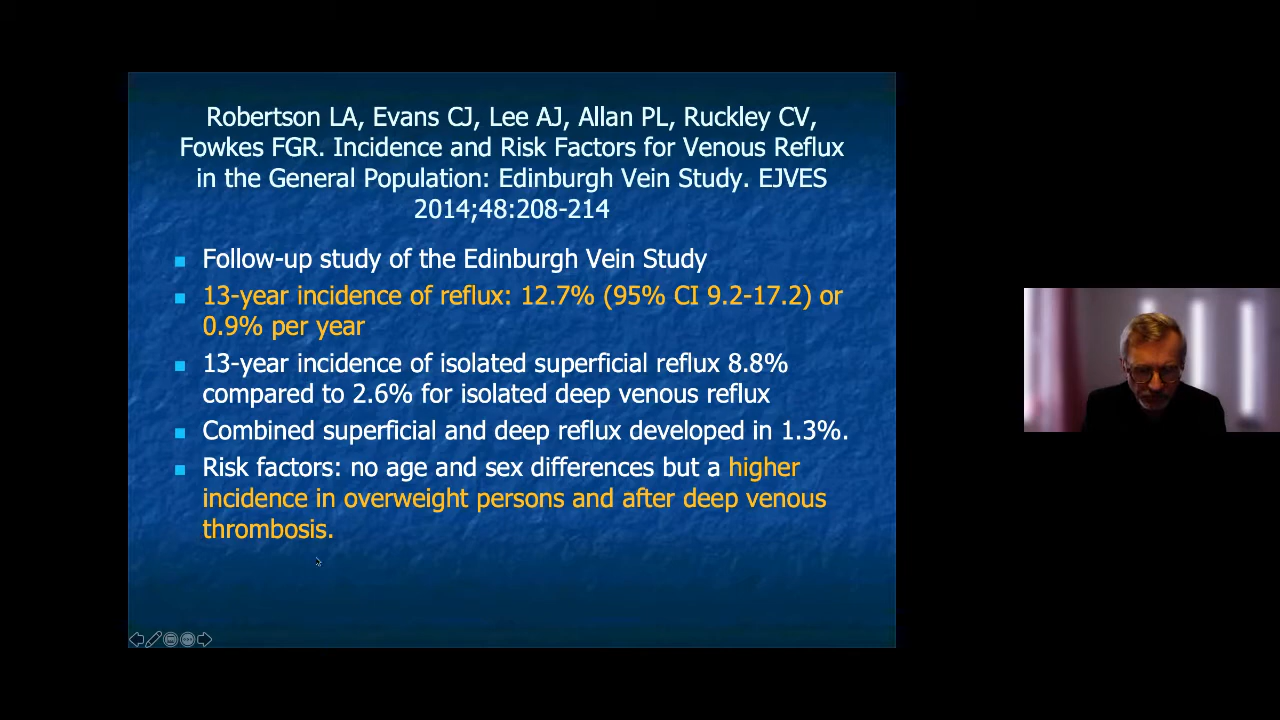 Robertson LA, Evans CJ, Lee AJ, Allan PL, Ruckley CV,
Fowkes FGR. Incidence and Risk Factors for Venous Reflux
in the General Population: Edinburgh Vein Study. EJVES
2014;48:208-214
Follow-up study of the Edinburgh Vein Study
13-year incidence of reflux: 12.7% (95% CI 9.2-17.2) or
0.9% per year
13-year incidence of isolated superficial reflux 8.8%
compared to 2.6% for isolated deep venous reflux
Combined superficial and deep reflux developed in 1.3%.
Risk factors: no age and sex differences but a higher
incidence in overweight persons and after deep venous
thrombosis.